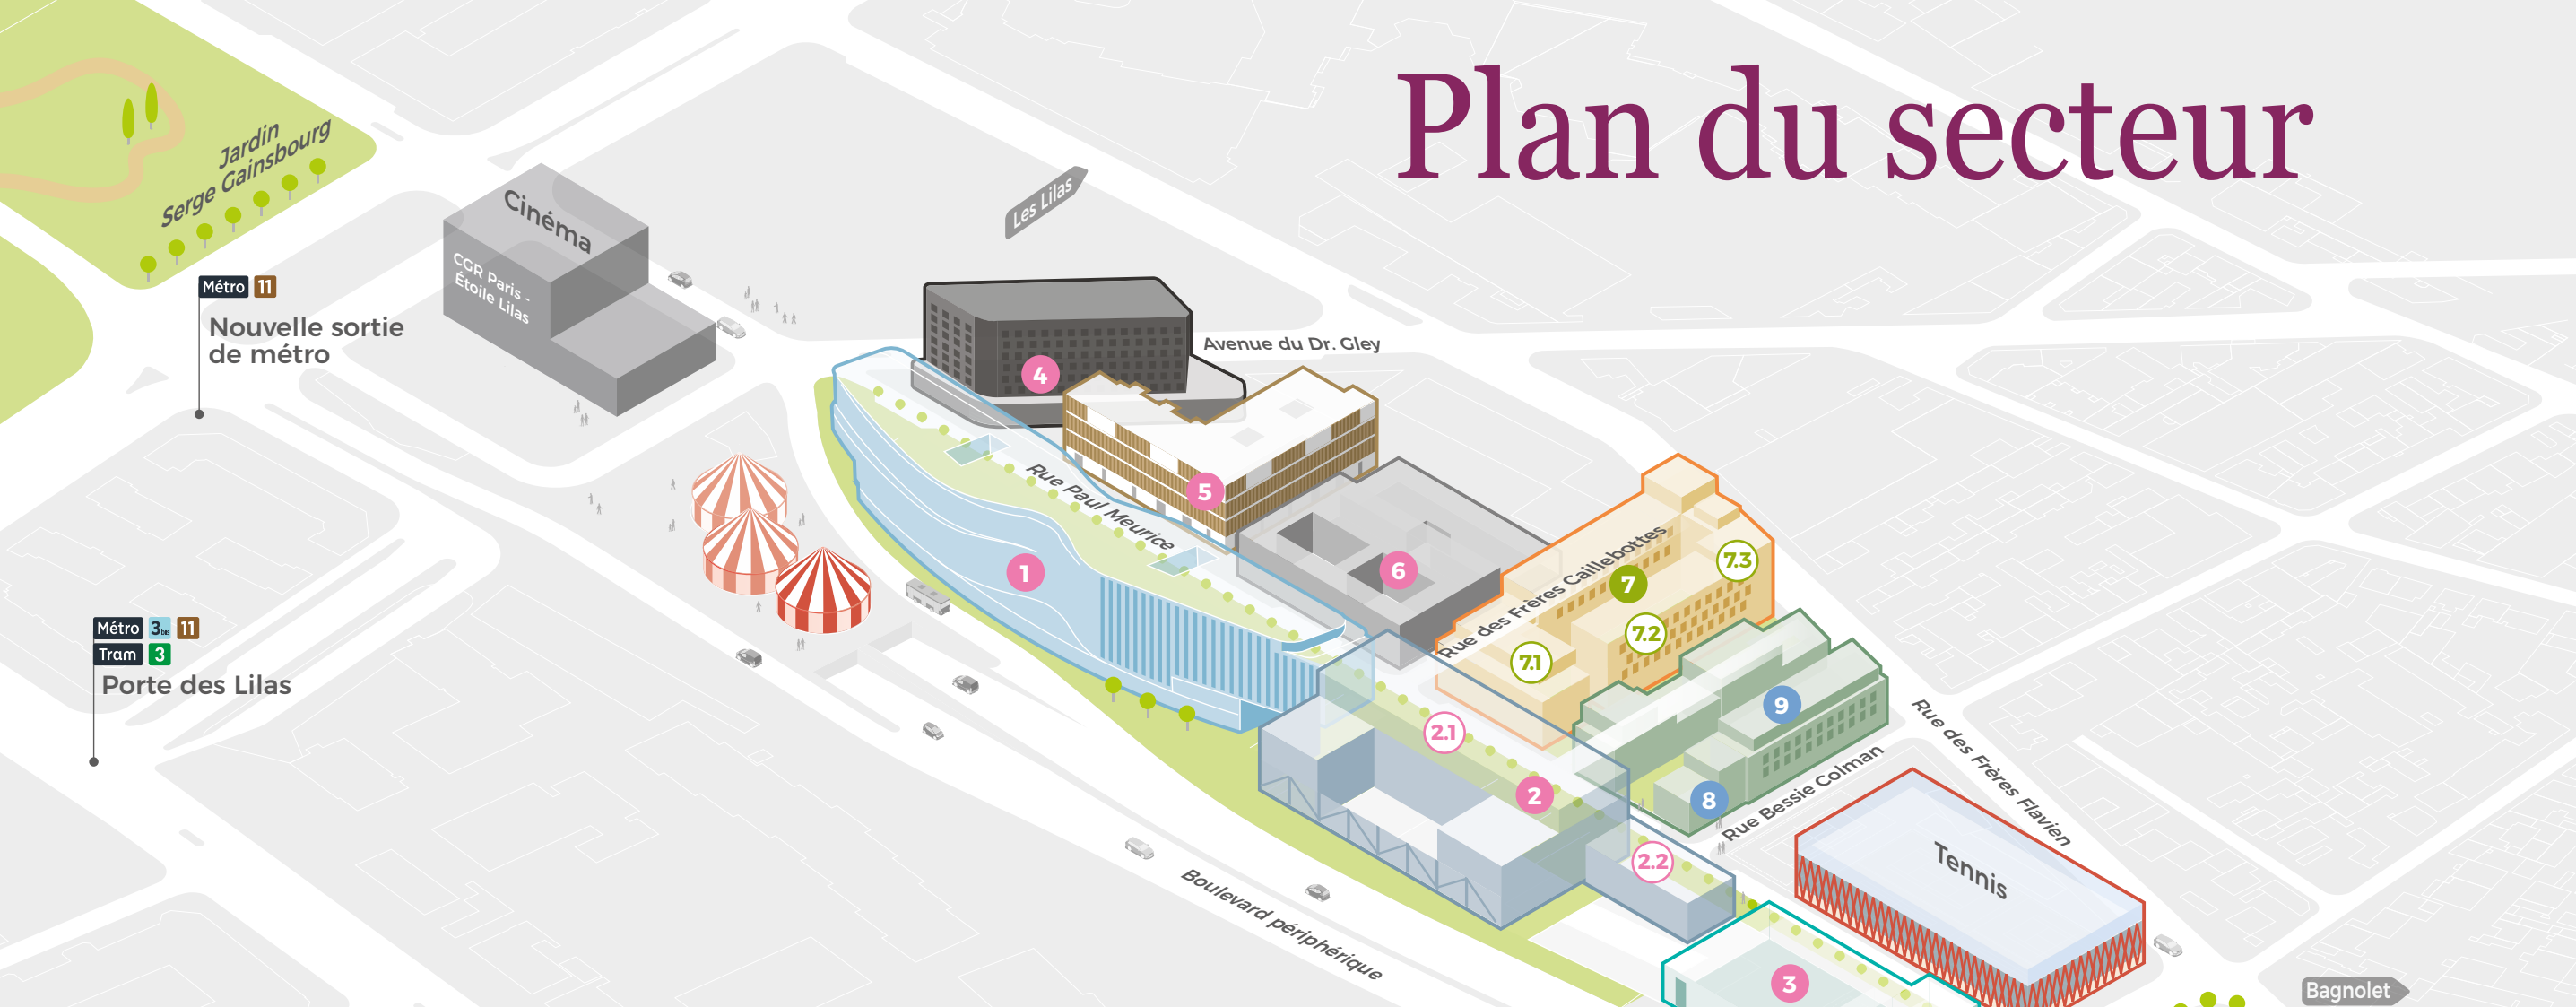 Plan du secteur
Jardin
Serge Gainsbourg
Cinéma
CGR Paris -
Étoile Lilas
Les Lilas
Métro 11
Nouvelle sortie
de métro
Avenue du Dr. Gley
4
5
Rue Paul Meurice
1
6
Rue des Frères Caillebottes
7
7.3
7.2
7.1
Métro 3bis 11
Tram 3
Porte des Lilas
2.1
9
2
8
Rue Bessie Colman
Rue des Frères Flavien
2.2
Tennis
Boulevard périphérique
3
Bagnolet